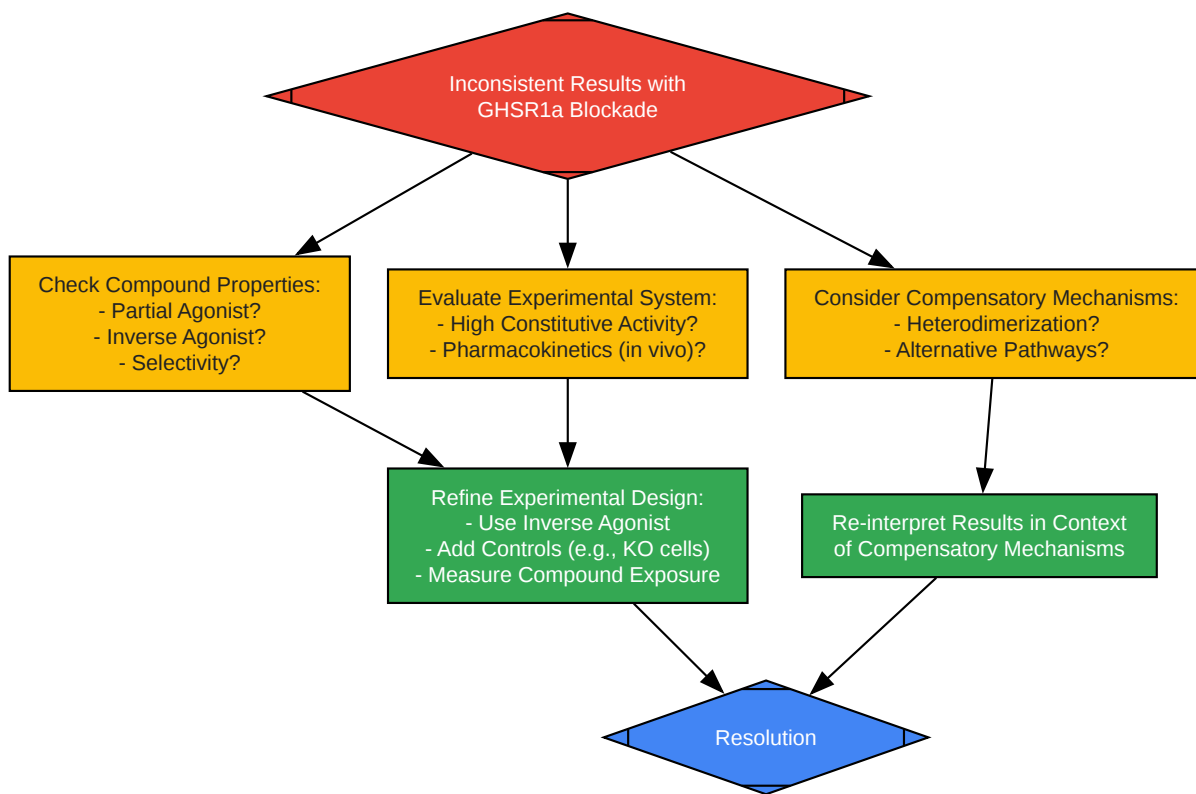 Inconsistent Results with
GHSR1a Blockade
Check Compound Properties:
- Partial Agonist?
- Inverse Agonist?
- Selectivity?
Evaluate Experimental System:
- High Constitutive Activity?
- Pharmacokinetics (in vivo)?
Consider Compensatory Mechanisms:
- Heterodimerization?
- Alternative Pathways?
Refine Experimental Design:
- Use Inverse Agonist
- Add Controls (e.g., KO cells)
- Measure Compound Exposure
Re-interpret Results in Context
of Compensatory Mechanisms
Resolution